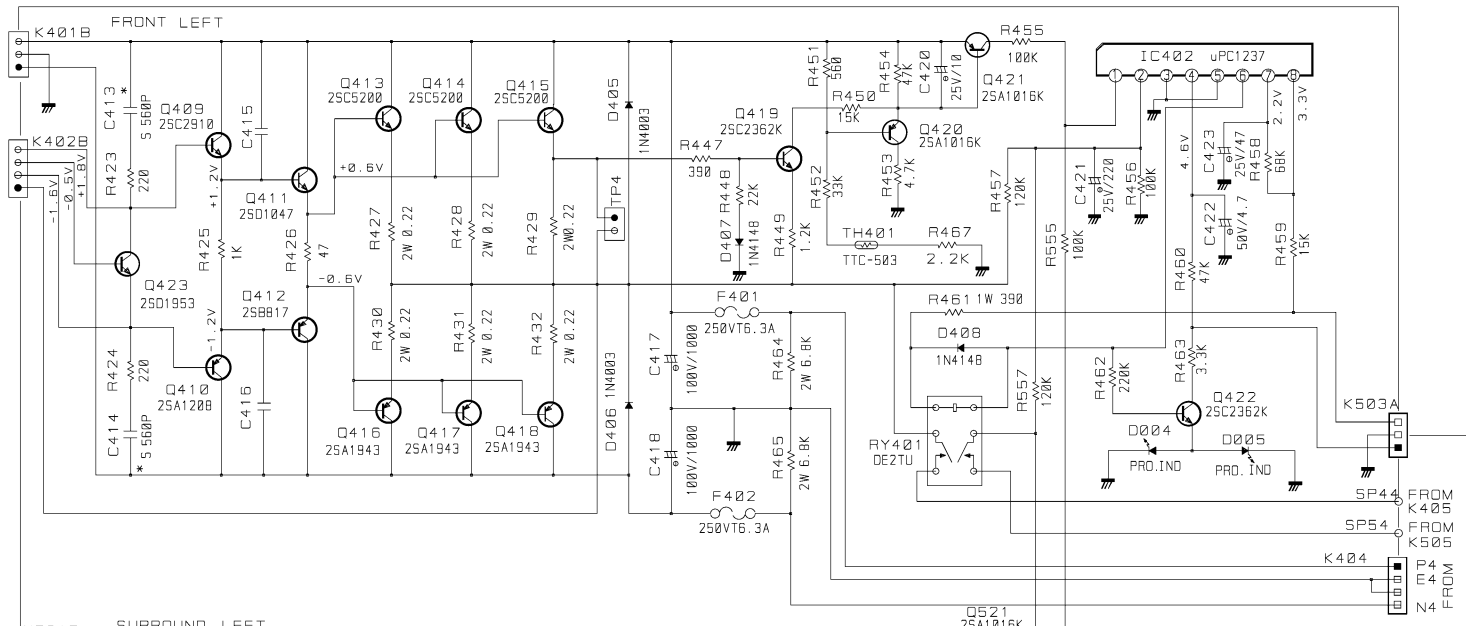 FRONT LEFT
K401B
K402B
-1.6V
-0.5V
+1.8V
C413
*
S 560P
R423
220
Q409
2SC2910
C415
+1.2V
Q411
2SD1047
R425
1K
R426
47
Q423
2SD1953
Q412
2SB817
-1.2V
R424
220
Q410
2SA1208
C414
S 560P
*
C416
Q413
2SC5200
Q414
2SC5200
Q415
2SC5200
+0.6V
R427
2W 0.22
R428
2W 0.22
R429
2W0.22
-0.6V
R430
2W 0.22
R431
2W 0.22
R432
2W 0.22
Q416
2SA1943
Q417
2SA1943
Q418
2SA1943
D405
1N4003
D406
1N4003
TP4
R447
390
R448
22K
D407
1N4148
Q419
2SC2362K
R449
1.2K
R451
560
R450
15K
R452
33K
R454
47K
C420
25V/10
Q421
2SA1016K
R455
100K
Q420
2SA1016K
R453
4.7K
TH401
TTC-503
R467
2.2K
R457
120K
R555
100K
C421
25V/220
R456
100K
IC402
uPC1237
1
2
3
4
5
6
7
8
2.2V
3.3V
4.6V
C423
25V/47
R458
68K
C422
50V/4.7
R459
15K
R460
47K
F401
250VT6.3A
C417
100V/1000
R464
2W 6.8K
C418
100V/1000
R465
2W 6.8K
F402
250VT6.3A
R461 1W 390
D408
1N4148
R557
120K
R462
220K
R463
3.3K
Q422
2SC2362K
RY401
DE2TU
D004
PRO.IND
D005
PRO. IND
K503A
SP44
FROM
K405
SP54
FROM
K505
K404
P4
E4
N4
FROM
Q521
2SA1016K
SURROUND LEFT